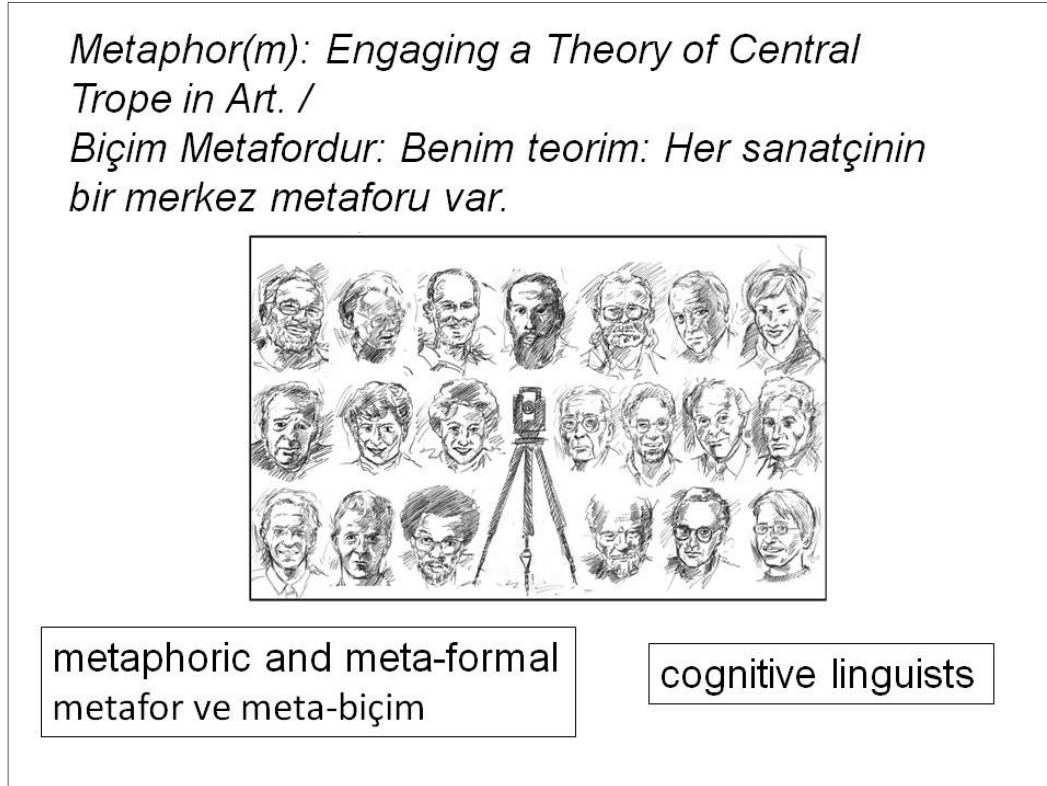 Metaphor(m): Engaging a Theory of Central
Trope in Art. /
Biçim Metafordur: Benim teorim: Her sanatçinin
bir merkez metaforu var.
metaphoric and meta-formal
metafor ve meta-biçim
cognitive linguists